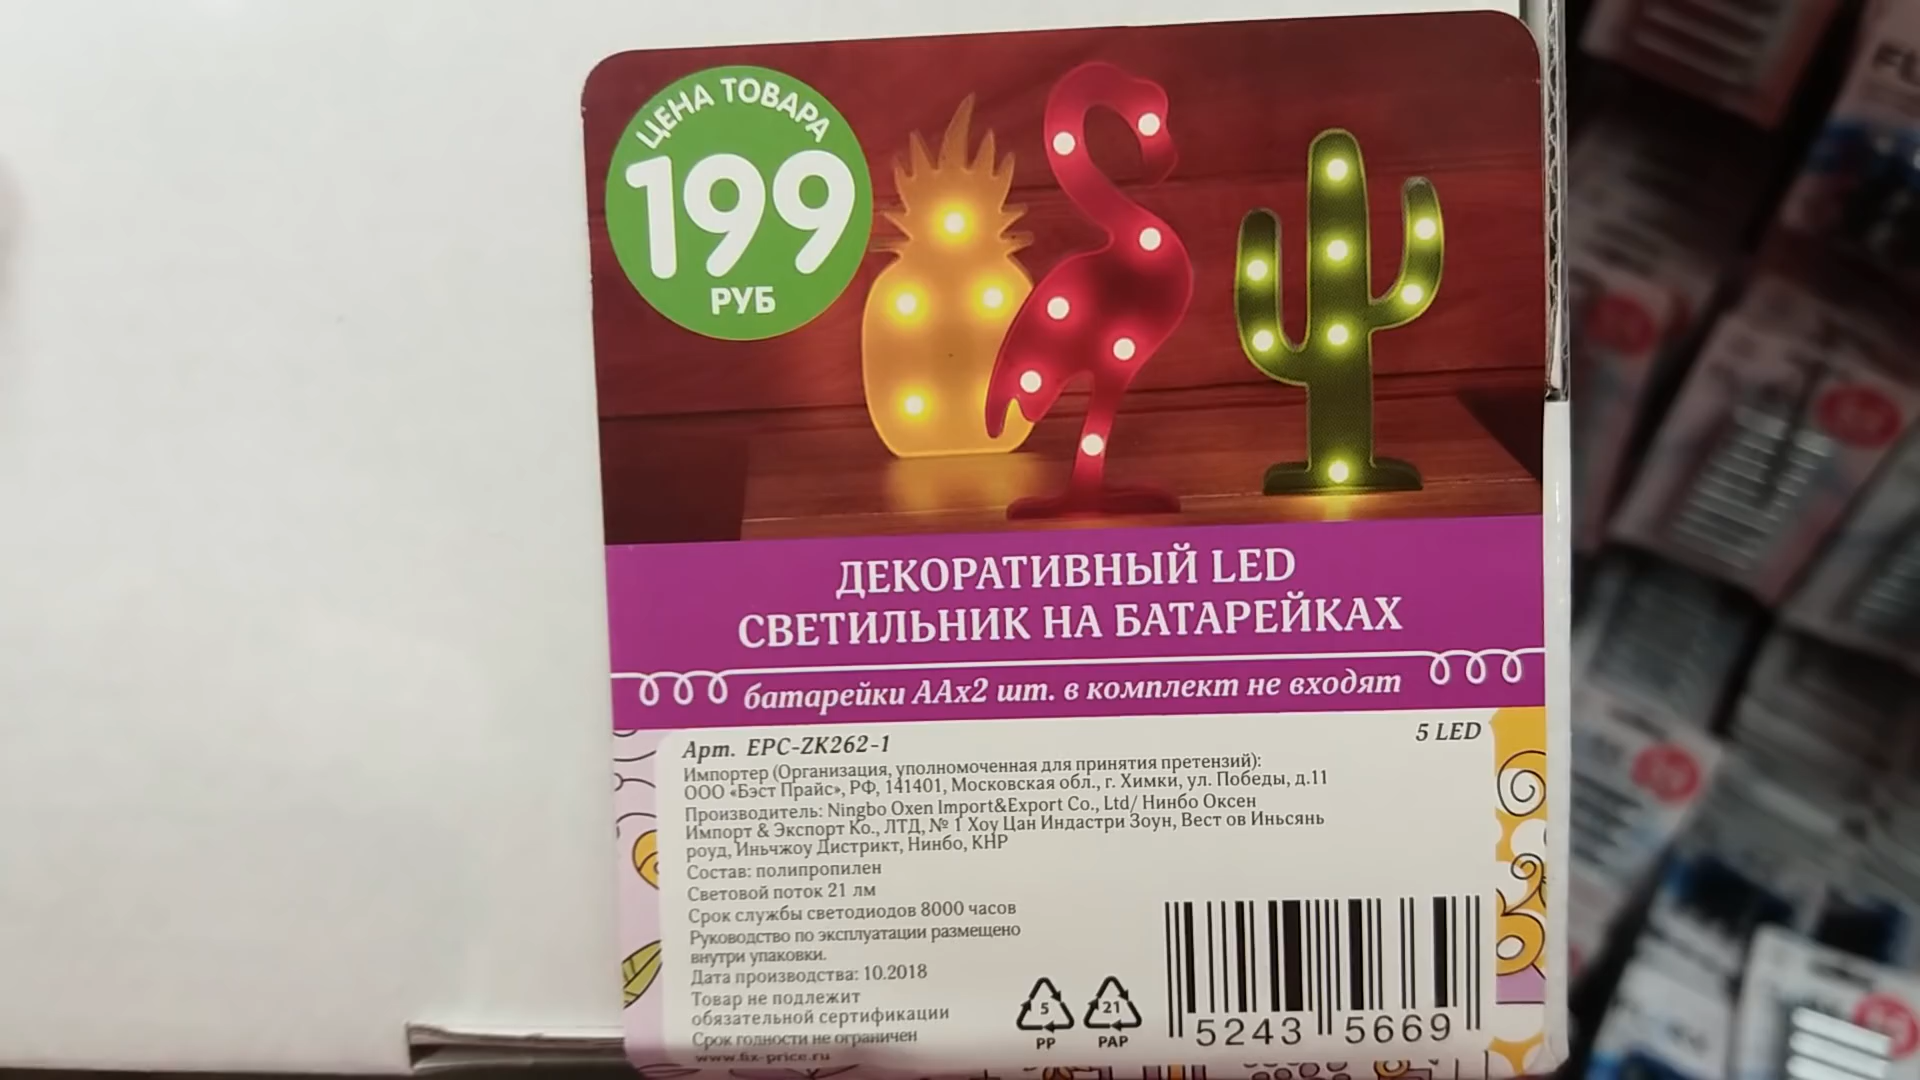 ЦЕНА ТОВАРА
199
РУБ
ДЕКОРАТИВНЫЙ LED
СВЕТИЛЬНИК НА БАТАРЕЙКАХ
батарейки ААх2 шт. в комплект не входят
Арт. EPC-ZK262-1
5 LED
Импортер (Организация, уполномоченная для принятия претензий):
ООО «Бэст Прайс», РФ, 141401, Московская обл., г. Химки, ул. Победы, д.11
Производитель: Ningbo Oxen Import&Export Co., Ltd/ Нинбо Оксен
Импорт & Экспорт Ко., ЛТД, № 1 Хоу Цан Индастри Зоун, Вест ов Иньсянь
роуд, Иньчжоу Дистрикт, Нинбо, КНР
Состав: полипропилен
Световой поток 21 лм
Срок службы светодиодов 8000 часов
Руководство по эксплуатации размещено
внутри упаковки.
Дата производства: 10.2018
Товар не подлежит
обязательной сертификации
Срок годности не ограничен
www.fix-price.ru
5
PP
21
PAP
5243 5669